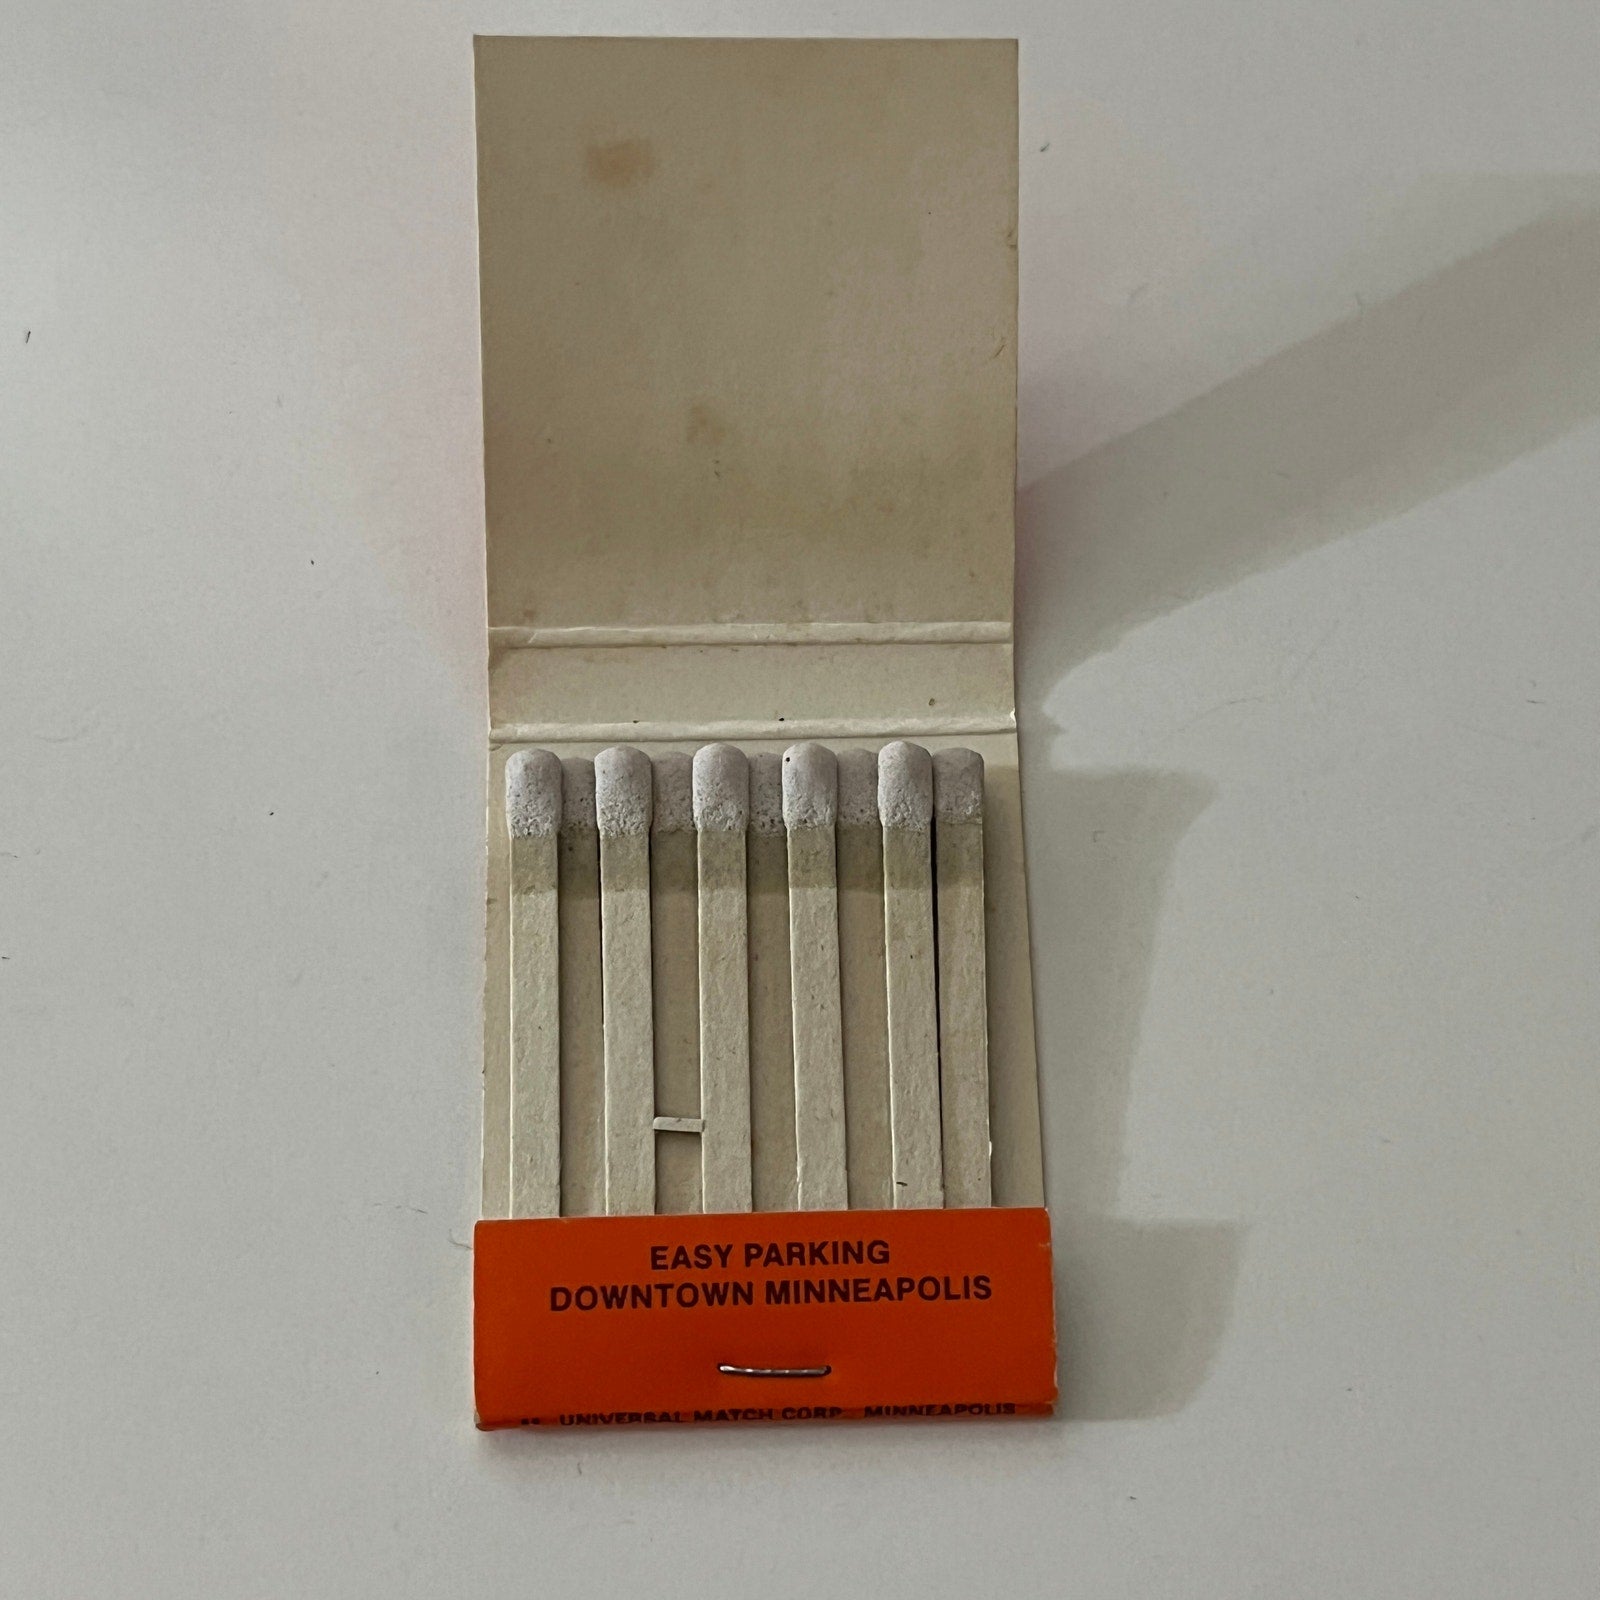 EASY PARKING
DOWNTOWN MINNEAPOLIS
UNIVERSAL MATCH CORP. MINNEAPOLIS